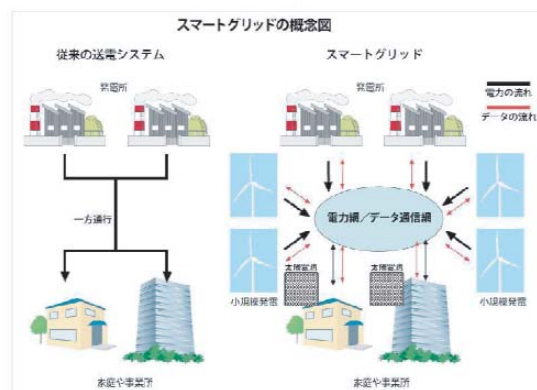 スマートグリッドの概念図
従来の送電システム
スマートグリッド
発電所
発電所
電力の流れ
データの流れ
一方通行
電力網／データ通信網
太陽電池
太陽電池
小規模発電
小規模発電
家庭や事業所
家庭や事業所